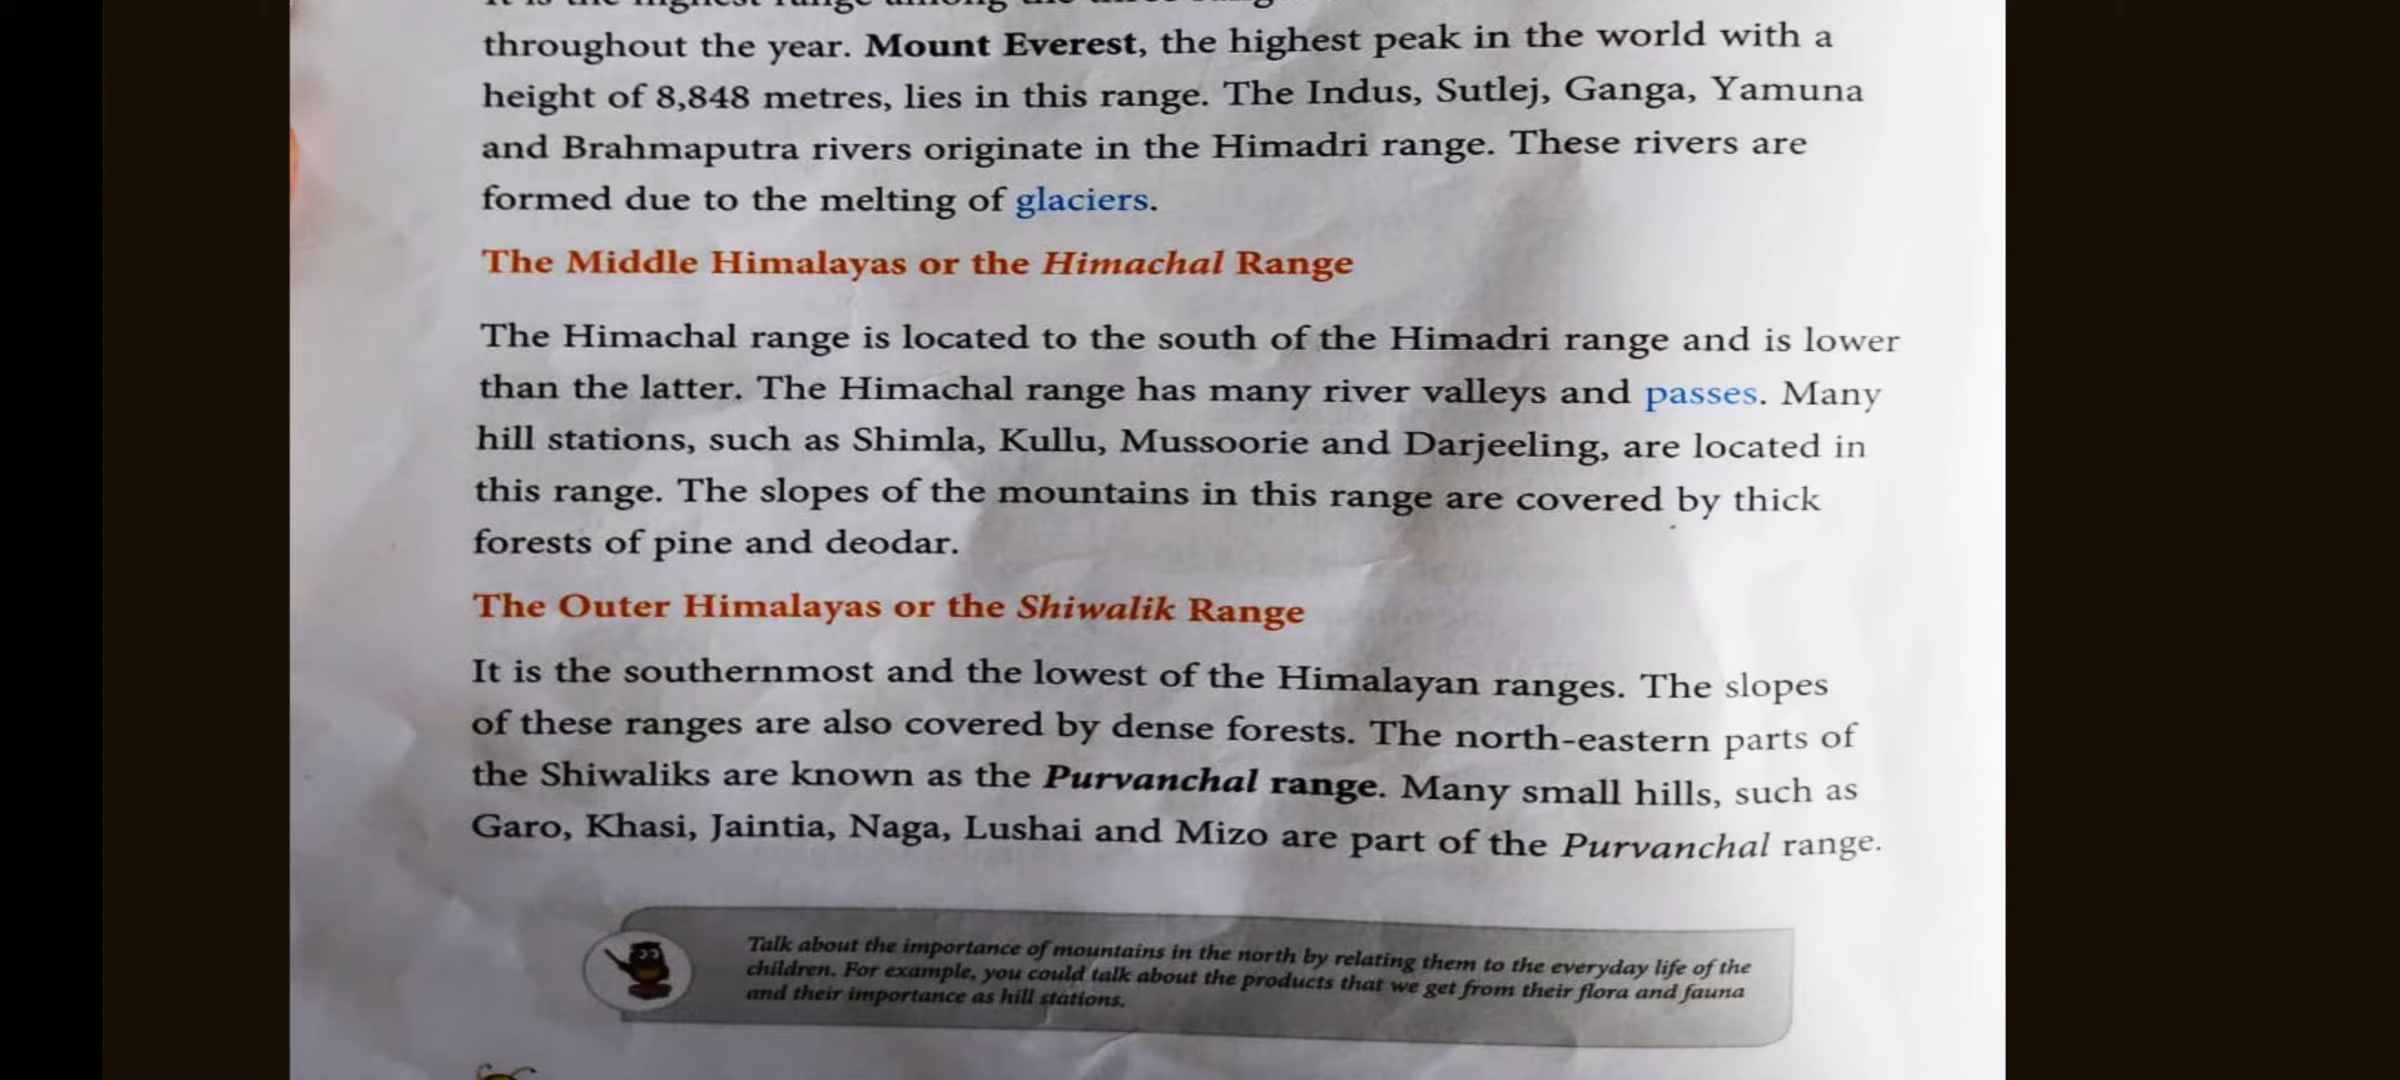 It is the highest range among the three
throughout the year. Mount Everest, the highest peak in the world with a
height of 8,848 metres, lies in this range. The Indus, Sutlej, Ganga, Yamuna
and Brahmaputra rivers originate in the Himadri range. These rivers are
formed due to the melting of glaciers.
The Middle Himalayas or the Himachal Range
The Himachal range is located to the south of the Himadri range and is lower
than the latter. The Himachal range has many river valleys and passes. Many
hill stations, such as Shimla, Kullu, Mussoorie and Darjeeling, are located in
this range. The slopes of the mountains in this range are covered by thick
forests of pine and deodar.
The Outer Himalayas or the Shiwalik Range
It is the southernmost and the lowest of the Himalayan ranges. The slopes
of these ranges are also covered by dense forests. The north-eastern parts of
the Shiwaliks are known as the Purvanchal range. Many small hills, such as
Garo, Khasi, Jaintia, Naga, Lushai and Mizo are part of the Purvanchal range.
Talk about the importance of mountains in the north by relating them to the everyday life of the
children. For example, you could talk about the products that we get from their flora and fauna
and their importance as hill stations.